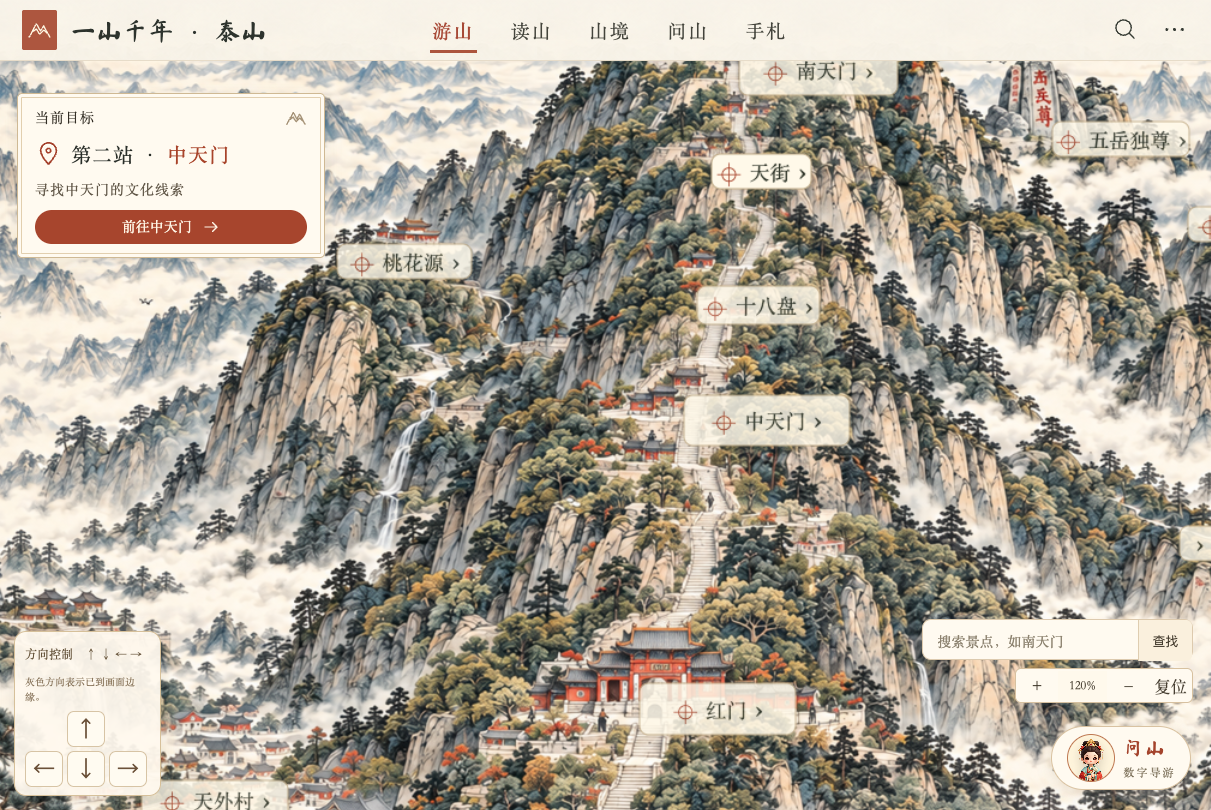 一山千年 · 泰山
游山 读山 山境 问山 手札 ···
当前目标
第二站 · 中天门
寻找中天门的文化线索
前往中天门 →
南天门 ›
五岳独尊 ›
天街 ›
桃花源 ›
十八盘 ›
中天门 ›
›
红门 ›
天外村 ›
方向控制 ↑ ↓ ← →
灰色方向表示已到画面边
缘。
↑
← ↓ →
搜索景点，如南天门 查找
+ 120% − 复位
问山
数字导游